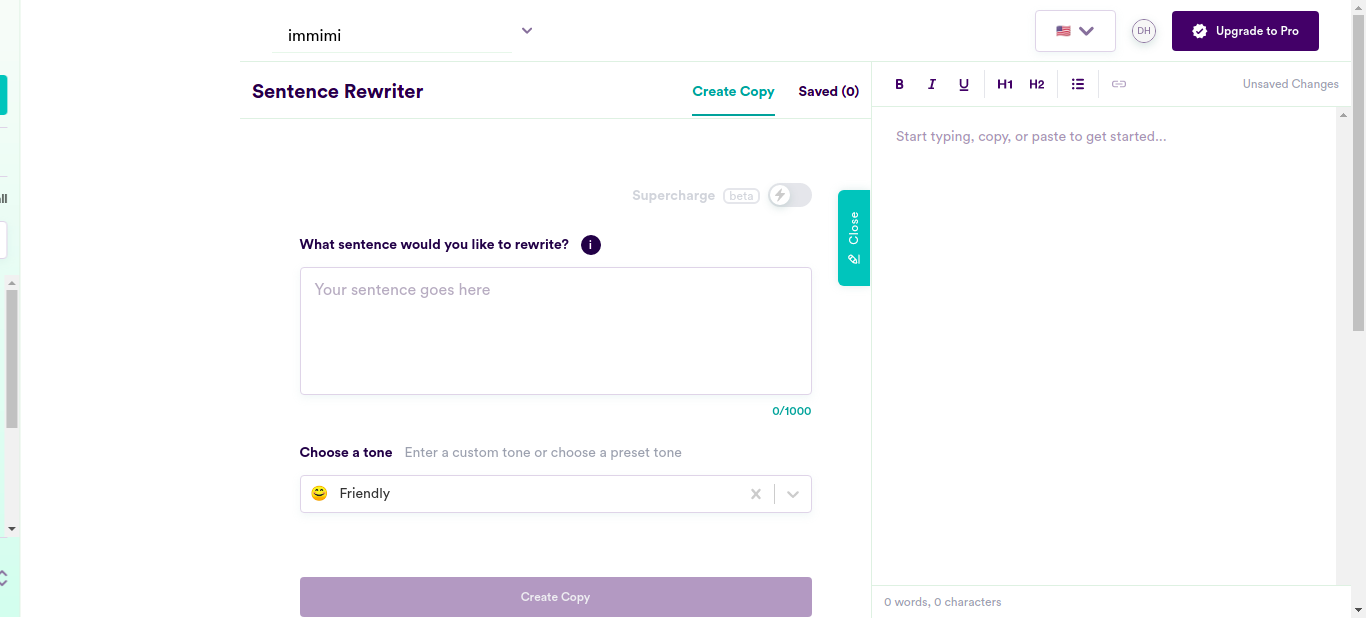 immimi
DH
Upgrade to Pro
Sentence Rewriter
Create Copy
Saved (0)
B I U H1 H2
Unsaved Changes
Start typing, copy, or paste to get started...
Supercharge beta
Close
What sentence would you like to rewrite? i
Your sentence goes here
0/1000
Choose a tone Enter a custom tone or choose a preset tone
Friendly
Create Copy
0 words, 0 characters